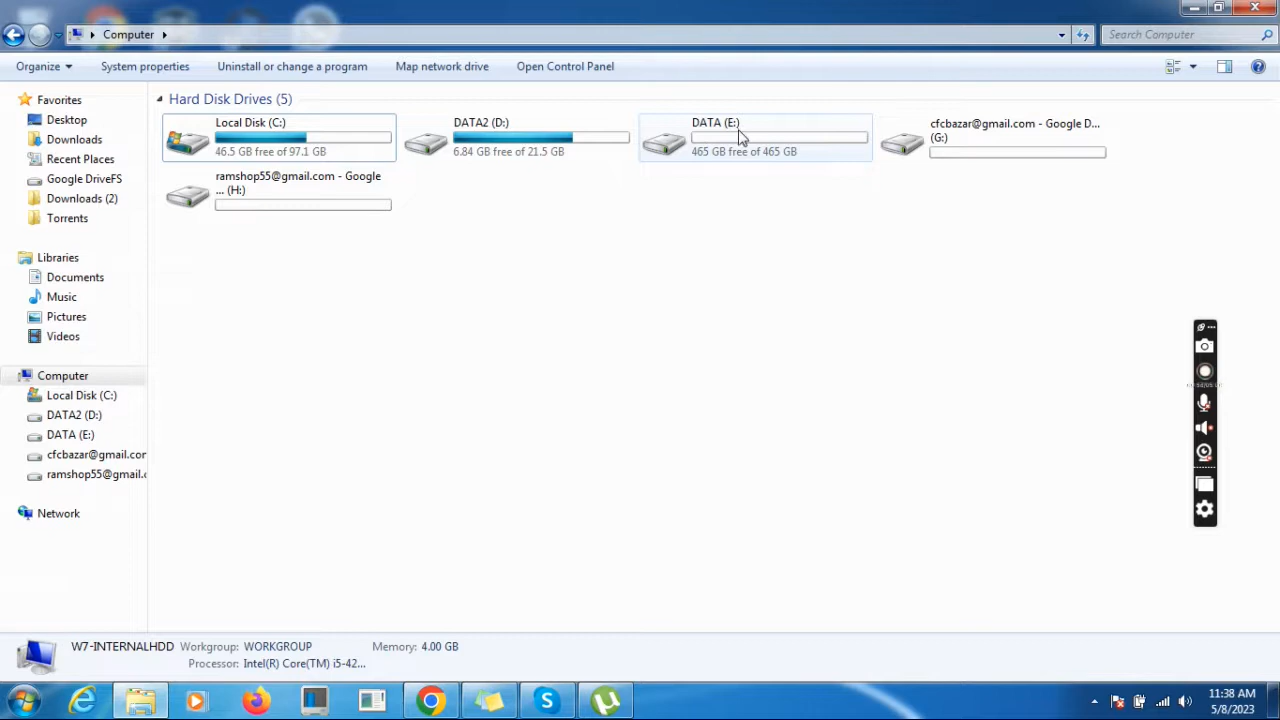 Computer
Search Computer
Organize
System properties
Uninstall or change a program
Map network drive
Open Control Panel
Favorites
Desktop
Downloads
Recent Places
Google DriveFS
Downloads (2)
Torrents
Libraries
Documents
Music
Pictures
Videos
Computer
Local Disk (C:)
DATA2 (D:)
DATA (E:)
cfcbazar@gmail.con
ramshop55@gmail.c
Network
Hard Disk Drives (5)
Local Disk (C:)
46.5 GB free of 97.1 GB
DATA2 (D:)
6.84 GB free of 21.5 GB
DATA (E:)
465 GB free of 465 GB
cfcbazar@gmail.com - Google D...
(G:)
ramshop55@gmail.com - Google
... (H:)
W7-INTERNALHDD
Workgroup: WORKGROUP
Memory: 4.00 GB
Processor: Intel(R) Core(TM) i5-42...
11:38 AM
5/8/2023